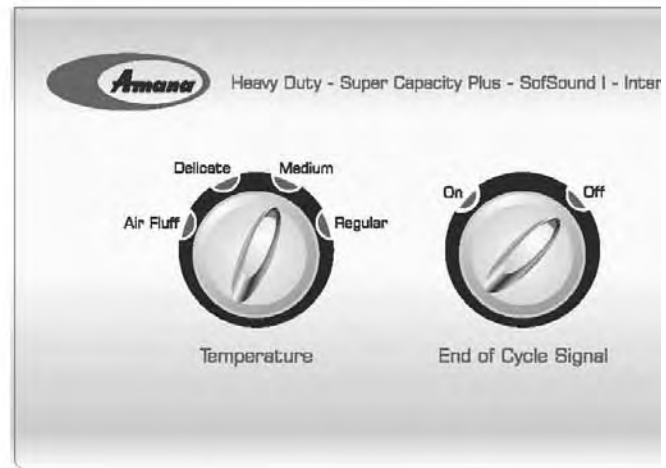 Amana
Heavy Duty - Super Capacity Plus - SofSound I - Inter
Delicate
Medium
Air Fluff
Regular
On
Off
Temperature
End of Cycle Signal